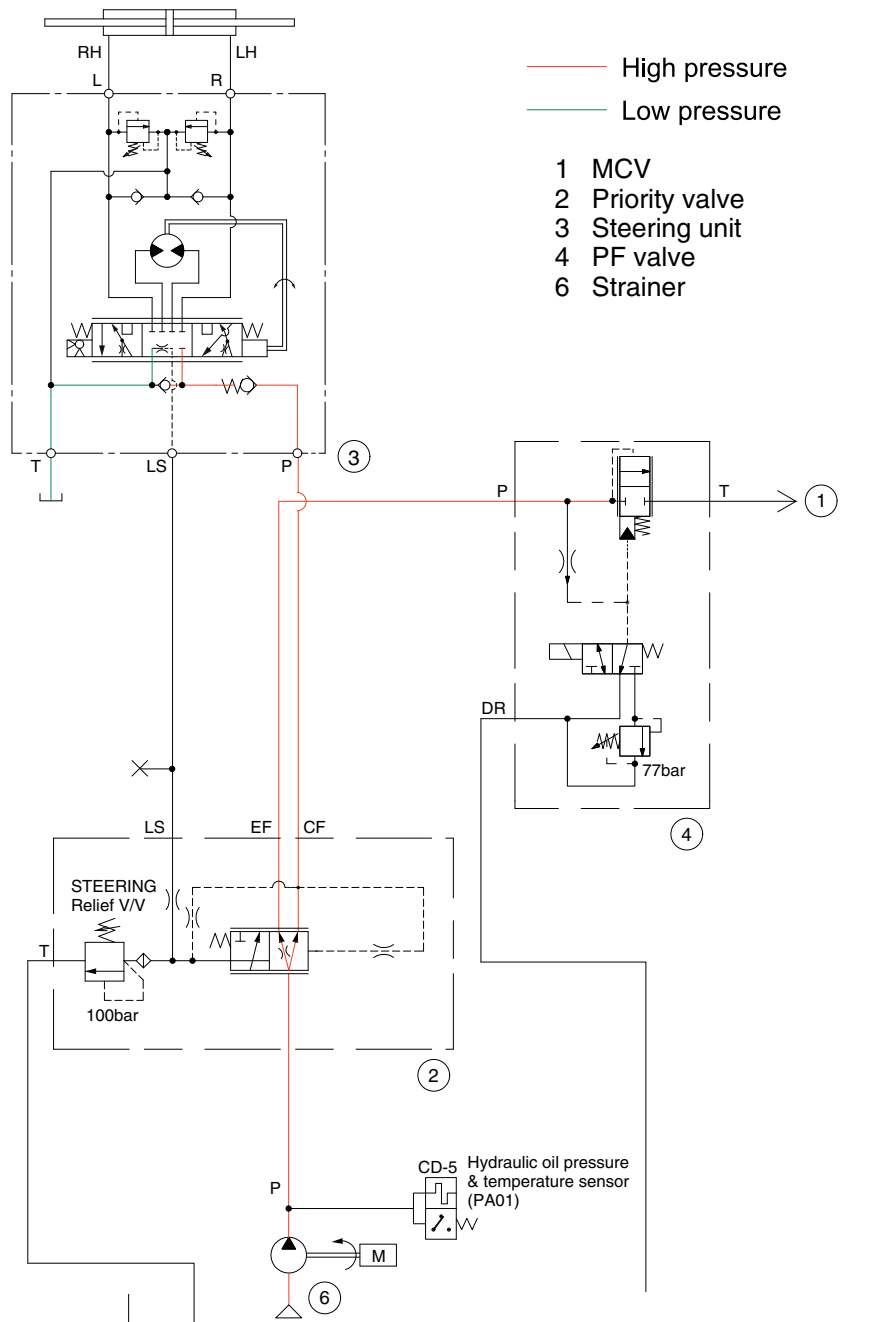 RH
LH
L
R
High pressure
Low pressure
1 MCV
2 Priority valve
3 Steering unit
4 PF valve
6 Strainer
T
LS
P
3
P
T
1
DR
77bar
4
LS
EF
CF
STEERING
Relief V/V
T
100bar
2
CD-5
Hydraulic oil pressure
& temperature sensor
(PA01)
P
M
6